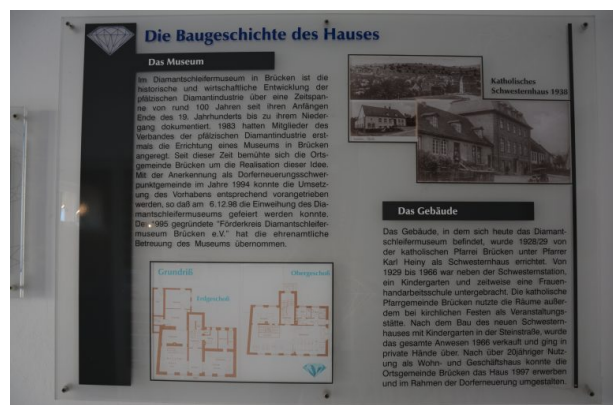 Die Baugeschichte des Hauses
Das Museum
Im Diamantschleifermuseum in Brücken ist die
historische und wirtschaftliche Entwicklung der
pfälzischen Diamantindustrie über eine Zeitspan-
ne von rund 100 Jahren seit ihren Anfängen
Ende des 19. Jahrhunderts bis zu ihrem Nieder-
gang dokumentiert. 1983 hatten Mitglieder des
Verbandes der pfälzischen Diamantindustrie erst-
mals die Errichtung eines Museums in Brücken
angeregt. Seit dieser Zeit bemühte sich die Orts-
gemeinde Brücken um die Realisation dieser Idee.
Mit der Anerkennung als Dorferneuerungsschwer-
punktgemeinde im Jahre 1994 konnte die Umsetz-
ung des Vorhabens entsprechend vorangetrieben
werden, so daß am 6.12.98 die Einweihung des Dia-
mantschleifermuseums gefeiert werden konnte.
Der 1995 gegründete "Förderkreis Diamantschleifer-
museum Brücken e.V." hat die ehrenamtliche
Betreuung des Museums übernommen.
Grundriß
Erdgeschoß
Obergeschoß
Katholisches
Schwesternhaus 1938
Das Gebäude
Das Gebäude, in dem sich heute das Diamant-
schleifermuseum befindet, wurde 1928/29 von
der katholischen Pfarrei Brücken unter Pfarrer
Karl Heiny als Schwesternhaus errichtet. Von
1929 bis 1966 war neben der Schwesternstation,
ein Kindergarten und zeitweise eine Frauen-
handarbeitsschule untergebracht. Die katholische
Pfarrgemeinde Brücken nutzte die Räume außer-
dem bei kirchlichen Festen als Veranstaltungs-
stätte. Nach dem Bau des neuen Schwestern-
hauses mit Kindergarten in der Steinstraße, wurde
das gesamte Anwesen 1966 verkauft und ging in
private Hände über. Nach über 20jähriger Nutz-
ung als Wohn- und Geschäftshaus konnte die
Ortsgemeinde Brücken das Haus 1997 erwerben
und im Rahmen der Dorferneuerung umgestalten.